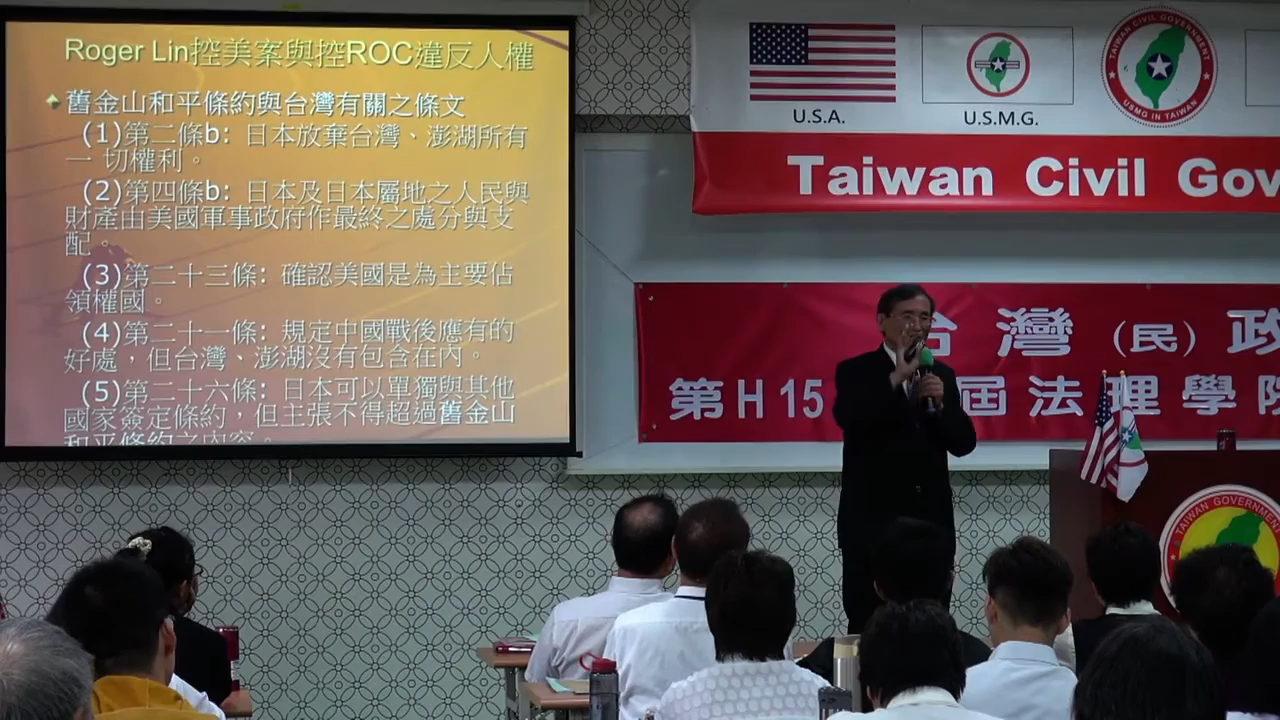 Roger Lin控美案與控ROC違反人權
舊金山和平條約與台灣有關之條文
(1)第二條b: 日本放棄台灣、澎湖所有
一 切權利。
(2)第四條b: 日本及日本屬地之人民與
財產由美國軍事政府作最終之處分與支
配。
(3)第二十三條: 確認美國是為主要佔
領權國。
(4)第二十一條: 規定中國戰後應有的
好處，但台灣、澎湖沒有包含在內。
(5)第二十六條: 日本可以單獨與其他
國家簽定條約，但主張不得超過舊金山
和平條約之內容。
U.S.A.
U.S.M.G.
TAIWAN CIVIL GOVERNMENT
USMG IN TAIWAN
Taiwan Civil Gov
台灣(民)政
第H15 屆法理學院
TAIWAN GOVERNMENT